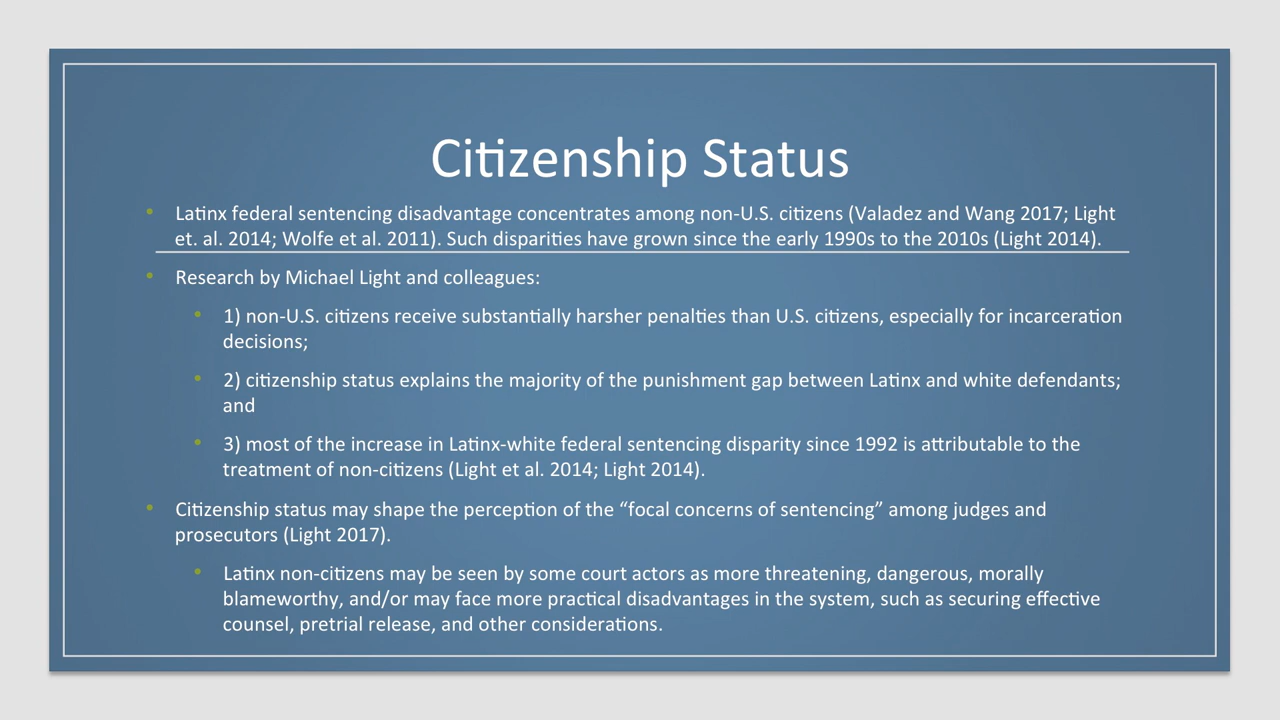 Citizenship Status
• Latinx federal sentencing disadvantage concentrates among non-U.S. citizens (Valadez and Wang 2017; Light
et. al. 2014; Wolfe et al. 2011). Such disparities have grown since the early 1990s to the 2010s (Light 2014).
• Research by Michael Light and colleagues:
• 1) non-U.S. citizens receive substantially harsher penalties than U.S. citizens, especially for incarceration
decisions;
• 2) citizenship status explains the majority of the punishment gap between Latinx and white defendants;
and
• 3) most of the increase in Latinx-white federal sentencing disparity since 1992 is attributable to the
treatment of non-citizens (Light et al. 2014; Light 2014).
• Citizenship status may shape the perception of the “focal concerns of sentencing” among judges and
prosecutors (Light 2017).
• Latinx non-citizens may be seen by some court actors as more threatening, dangerous, morally
blameworthy, and/or may face more practical disadvantages in the system, such as securing effective
counsel, pretrial release, and other considerations.